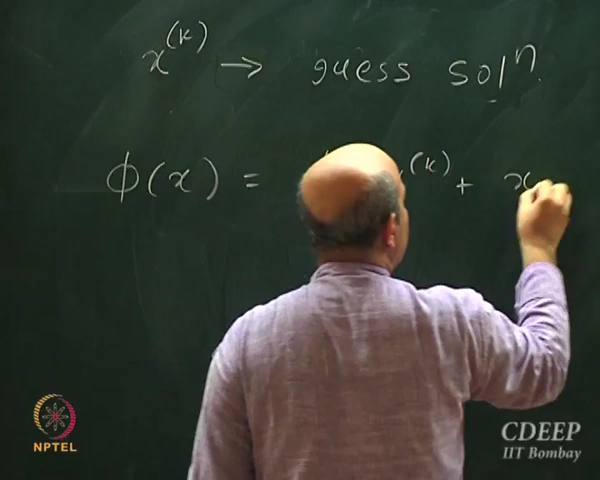 x^(k) → guess solⁿ.
ϕ(x) = ^(k) + x
NPTEL
CDEEP
IIT Bombay